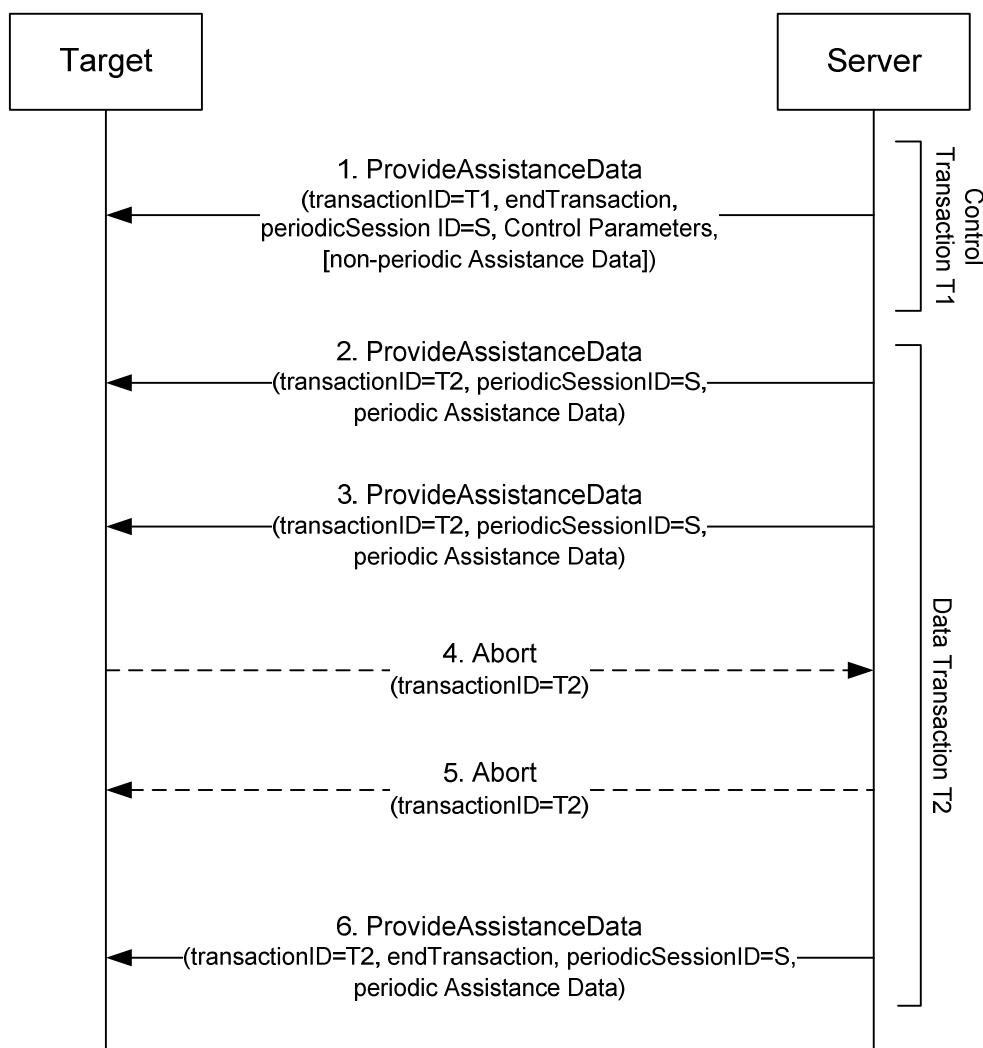 Target
Server
1. ProvideAssistanceData
(transactionID=T1, endTransaction,
periodicSession ID=S, Control Parameters,
[non-periodic Assistance Data])
Control
Transaction T1
2. ProvideAssistanceData
(transactionID=T2, periodicSessionID=S,
periodic Assistance Data)
3. ProvideAssistanceData
(transactionID=T2, periodicSessionID=S,
periodic Assistance Data)
4. Abort
(transactionID=T2)
Data Transaction T2
5. Abort
(transactionID=T2)
6. ProvideAssistanceData
(transactionID=T2, endTransaction, periodicSessionID=S,
periodic Assistance Data)